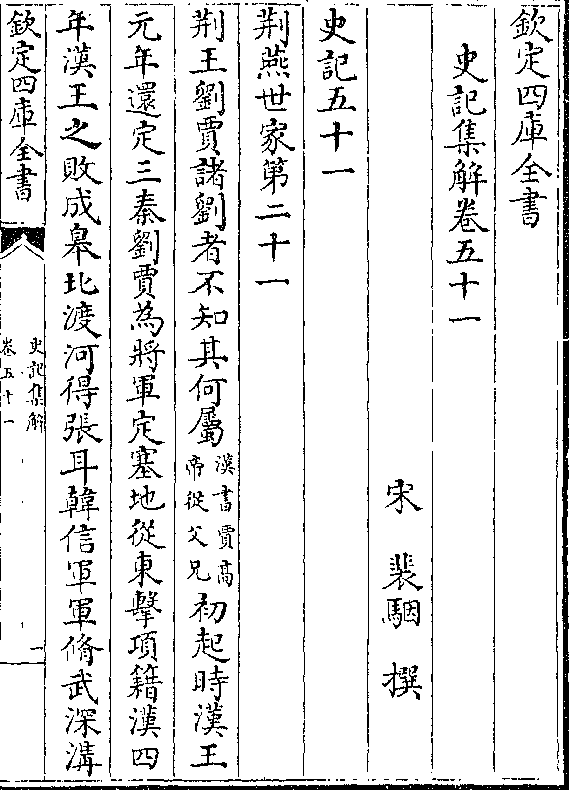 欽定四庫全書
史記集解卷五十一
宋 裴駰 撰
史記五十一
荆燕世家第二十一
荆王劉賈諸劉者不知其何屬漢書賈高帝從父兄初起時漢王
元年還定三秦劉賈為將軍定塞地從東擊項籍漢四
年漢王之敗成皋北渡河得張耳韓信軍軍脩武深溝
欽定四庫全書
史記集解
卷五十一
一